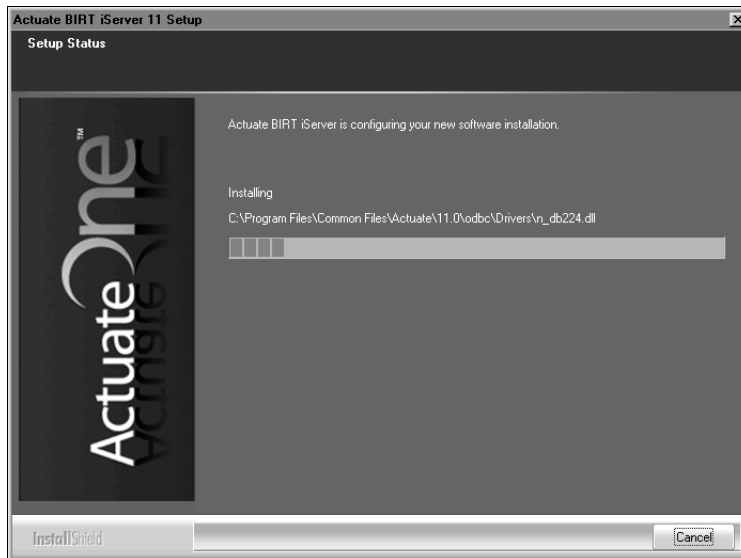 Actuate BIRT iServer 11 Setup
Setup Status
ActuateOne™
Actuate BIRT iServer is configuring your new software installation.
Installing
C:\Program Files\Common Files\Actuate\11.0\odbc\Drivers\n_db224.dll
InstallShield
Cancel